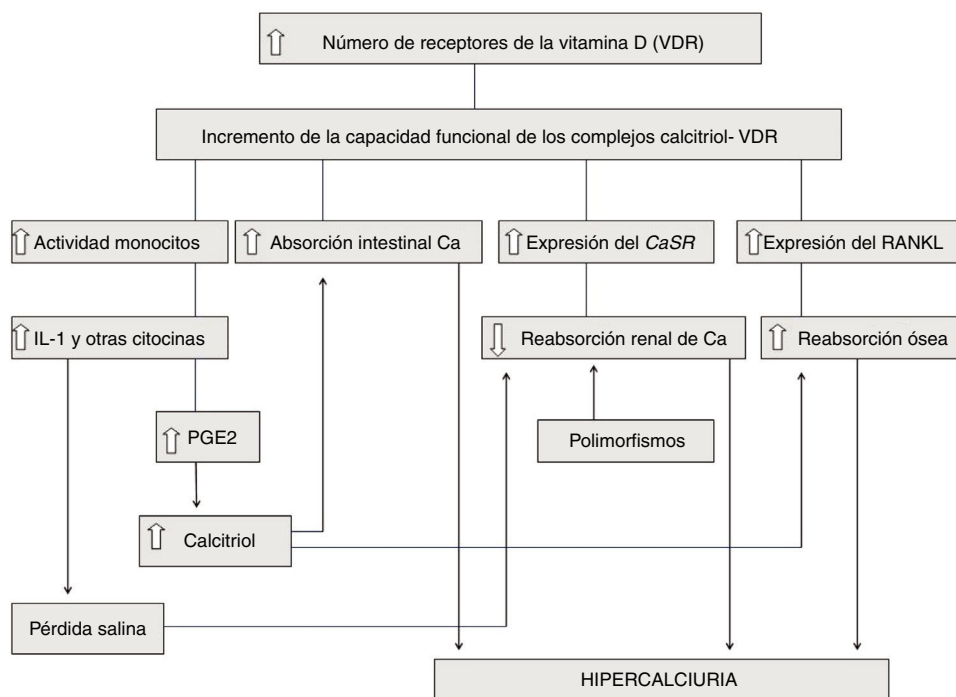 Número de receptores de la vitamina D (VDR)
Incremento de la capacidad funcional de los complejos calcitriol- VDR
Actividad monocitos
Absorción intestinal Ca
Expresión del CaSR
Expresión del RANKL
IL-1 y otras citocinas
Reabsorción renal de Ca
Reabsorción ósea
PGE2
Polimorfismos
Calcitriol
Pérdida salina
HIPERCALCIURIA